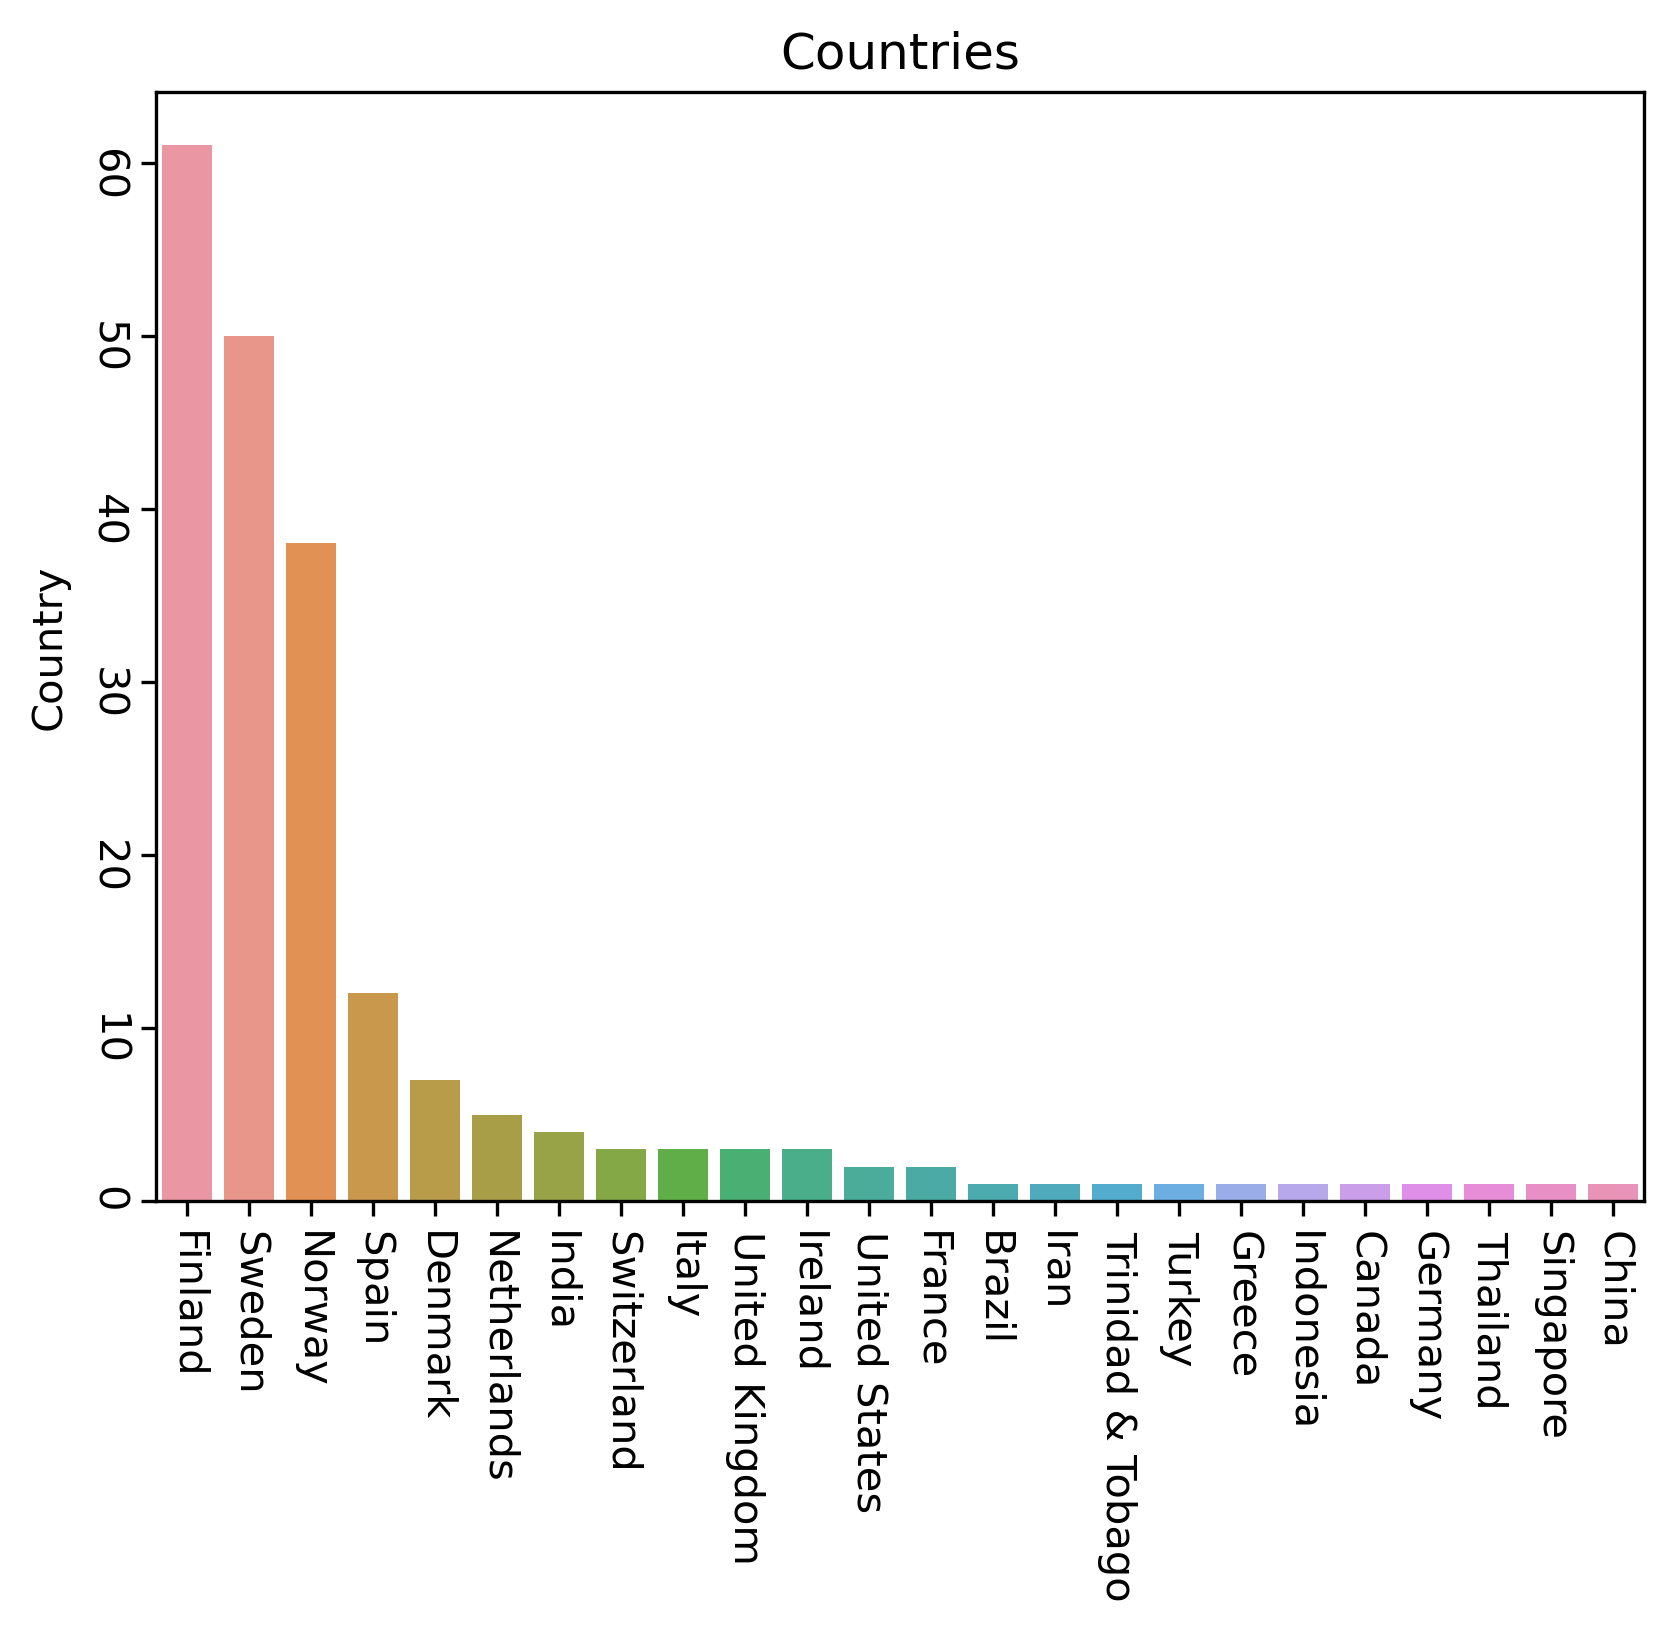 Countries
Country
60
50
40
30
20
10
0
Finland
Sweden
Norway
Spain
Denmark
Netherlands
India
Switzerland
Italy
United Kingdom
Ireland
United States
France
Brazil
Iran
Trinidad & Tobago
Turkey
Greece
Indonesia
Canada
Germany
Thailand
Singapore
China